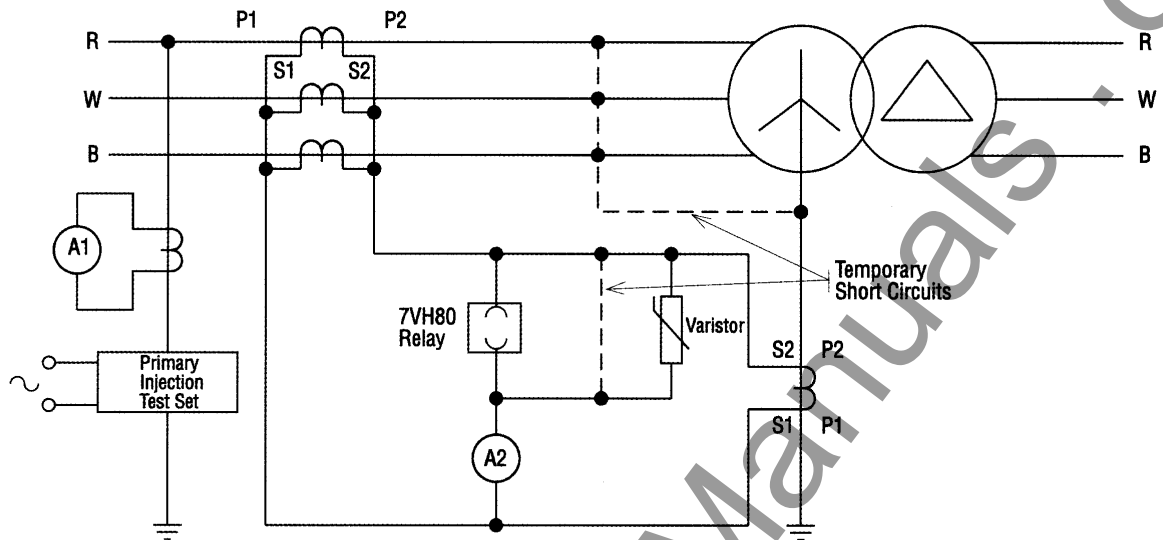 P1
P2
R
R
S1
S2
W
W
B
B
A1
Temporary
Short Circuits
7VH80
Relay
Varistor
Primary
Injection
Test Set
S2
P2
S1
P1
A2
Manuals